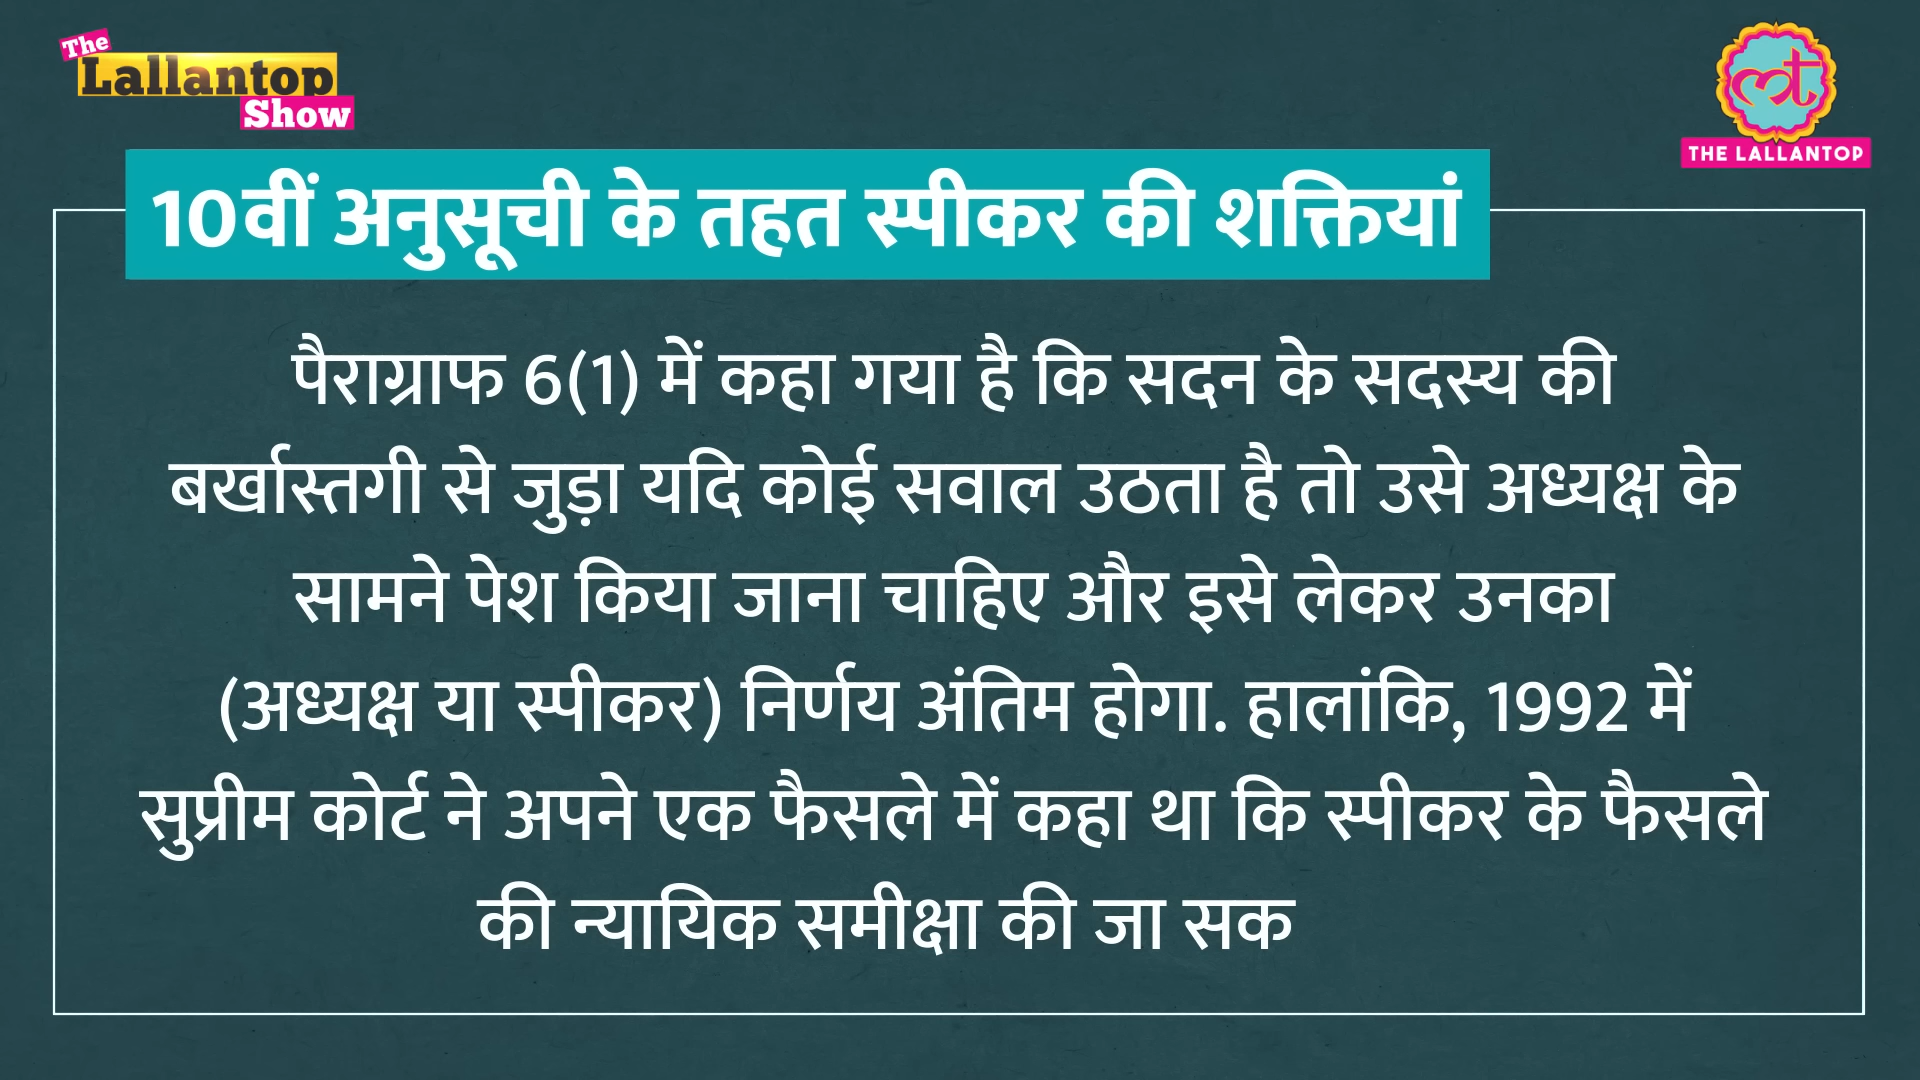 The
Lallantop
Show
THE LALLANTOP
10वीं अनुसूची के तहत स्पीकर की शक्तियां
पैराग्राफ 6(1) में कहा गया है कि सदन के सदस्य की
बर्खास्तगी से जुड़ा यदि कोई सवाल उठता है तो उसे अध्यक्ष के
सामने पेश किया जाना चाहिए और इसे लेकर उनका
(अध्यक्ष या स्पीकर) निर्णय अंतिम होगा. हालांकि, 1992 में
सुप्रीम कोर्ट ने अपने एक फैसले में कहा था कि स्पीकर के फैसले
की न्यायिक समीक्षा की जा सक